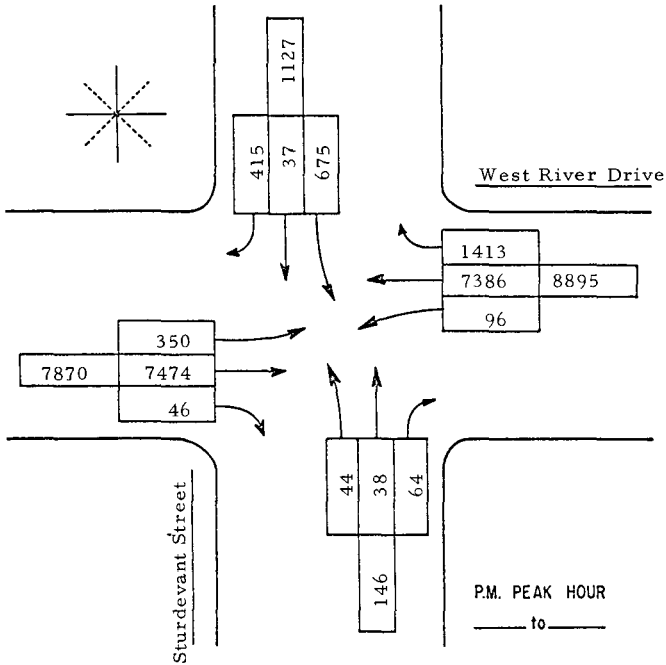 1127
415 37 675
West River Drive
1413
7386 8895
96
350
7870 7474
46
44 38 64
146
Sturdevant Street
P.M. PEAK HOUR
to